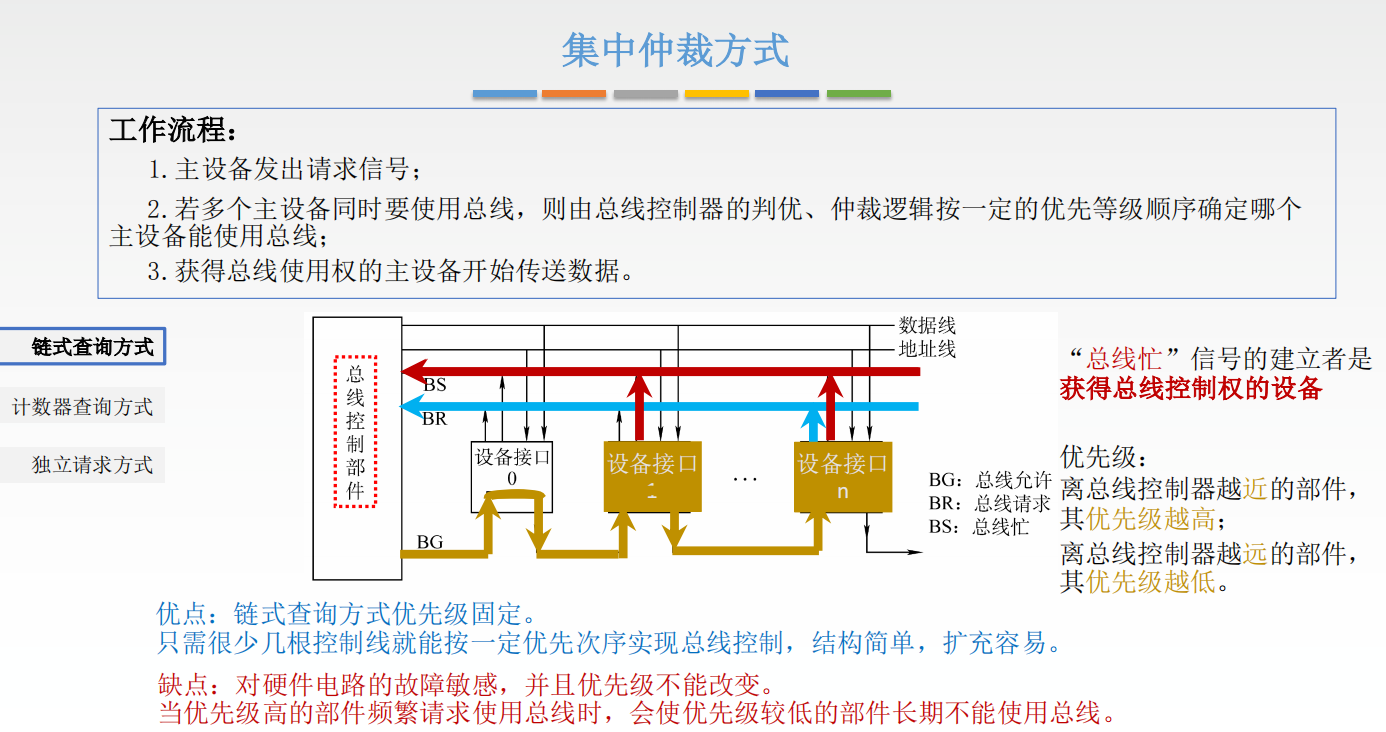 集中仲裁方式
工作流程：
1.主设备发出请求信号；
2.若多个主设备同时要使用总线，则由总线控制器的判优、仲裁逻辑按一定的优先等级顺序确定哪个
主设备能使用总线；
3.获得总线使用权的主设备开始传送数据。
链式查询方式
计数器查询方式
独立请求方式
总
线
控
制
部
件
数据线
地址线
BS
BR
设备接口
0
设备接口
1
…
设备接口
n
BG
BG：总线允许
BR：总线请求
BS：总线忙
“总线忙”信号的建立者是
获得总线控制权的设备
优先级：
离总线控制器越近的部件，
其优先级越高；
离总线控制器越远的部件，
其优先级越低。
优点：链式查询方式优先级固定。
只需很少几根控制线就能按一定优先次序实现总线控制，结构简单，扩充容易。
缺点：对硬件电路的故障敏感，并且优先级不能改变。
当优先级高的部件频繁请求使用总线时，会使优先级较低的部件长期不能使用总线。